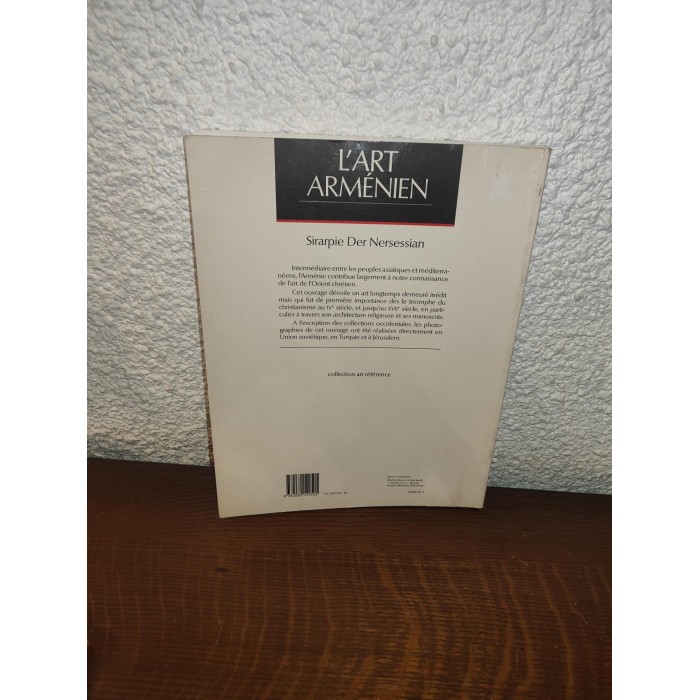 L'ART
ARMÉNIEN
Sirarpie Der Nersessian
Intermédiaire entre les peuples asiatiques et méditerra-
néens, l'Arménie contribue largement à notre connaissance
de l'art de l'Orient chrétien.
Cet ouvrage dévoile un art longtemps demeuré inédit
mais qui fut de première importance dès le triomphe du
christianisme au IVe siècle, et jusqu'au XVIIe siècle, en parti-
culier à travers son architecture religieuse et ses manuscrits.
A l'exception des collections occidentales, les photo-
graphies de cet ouvrage ont été réalisées directement en
Union soviétique, en Turquie et à Jérusalem.
collection art référence